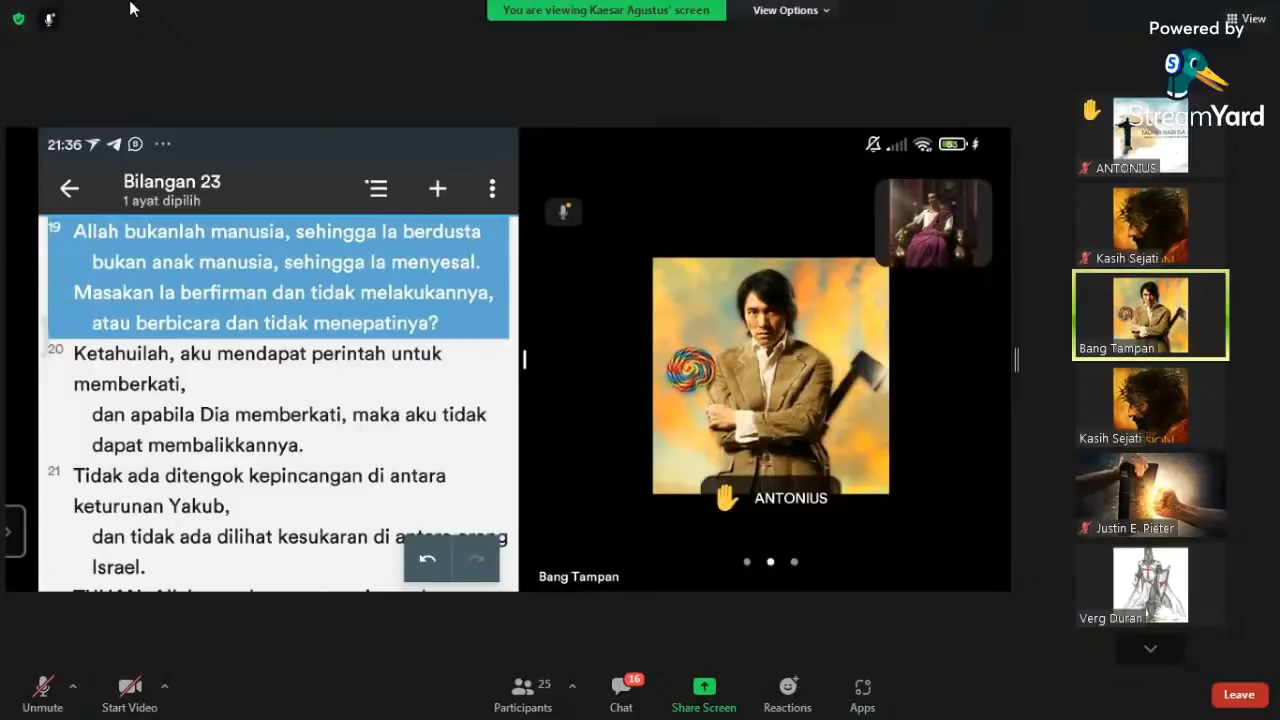 You are viewing Kaesar Agustus' screen
View Options
View
Powered by
StreamYard
21:36
Bilangan 23
1 ayat dipilih
19 Allah bukanlah manusia, sehingga Ia berdusta
bukan anak manusia, sehingga Ia menyesal.
Masakan Ia berfirman dan tidak melakukannya,
atau berbicara dan tidak menepatinya?
20 Ketahuilah, aku mendapat perintah untuk
memberkati,
dan apabila Dia memberkati, maka aku tidak
dapat membalikkannya.
21 Tidak ada ditengok kepincangan di antara
keturunan Yakub,
dan tidak ada dilihat kesukaran di antara orang
Israel.
ANTONIUS
Bang Tampan
ANTONIUS
Kasih Sejati
Bang Tampan
Kasih Sejati
Justin E. Pieter
Verg Duran
Unmute
Start Video
Participants
25
Chat
16
Share Screen
Reactions
Apps
Leave